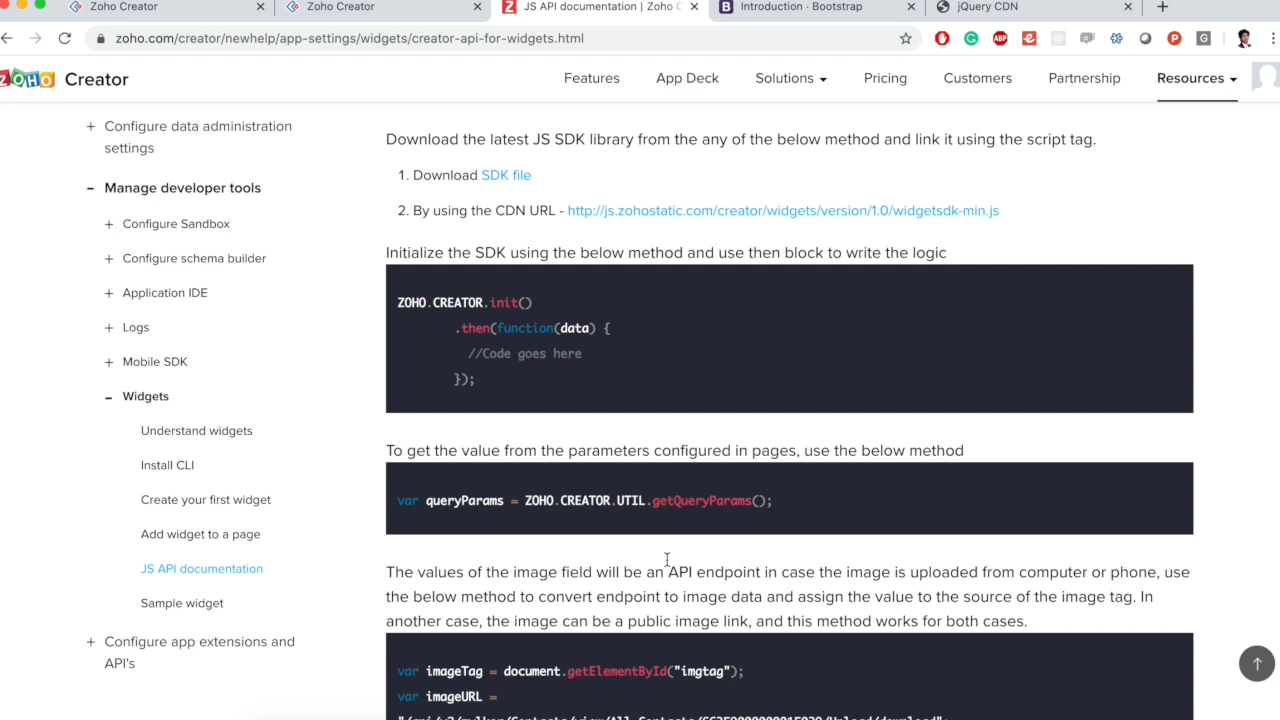 Zoho Creator
Zoho Creator
JS API documentation | Zoho C
Introduction · Bootstrap
jQuery CDN
zoho.com/creator/newhelp/app-settings/widgets/creator-api-for-widgets.html
ZOHO Creator
Features
App Deck
Solutions
Pricing
Customers
Partnership
Resources
+ Configure data administration
settings
– Manage developer tools
+ Configure Sandbox
+ Configure schema builder
+ Application IDE
+ Logs
+ Mobile SDK
– Widgets
Understand widgets
Install CLI
Create your first widget
Add widget to a page
JS API documentation
Sample widget
+ Configure app extensions and
API's
Download the latest JS SDK library from the any of the below method and link it using the script tag.
1. Download SDK file
2. By using the CDN URL - http://js.zohostatic.com/creator/widgets/version/1.0/widgetsdk-min.js
Initialize the SDK using the below method and use then block to write the logic
ZOHO.CREATOR.init()
.then(function(data) {
//Code goes here
});
To get the value from the parameters configured in pages, use the below method
var queryParams = ZOHO.CREATOR.UTIL.getQueryParams();
The values of the image field will be an API endpoint in case the image is uploaded from computer or phone, use
the below method to convert endpoint to image data and assign the value to the source of the image tag. In
another case, the image can be a public image link, and this method works for both cases.
var imageTag = document.getElementById("imgtag");
var imageURL =